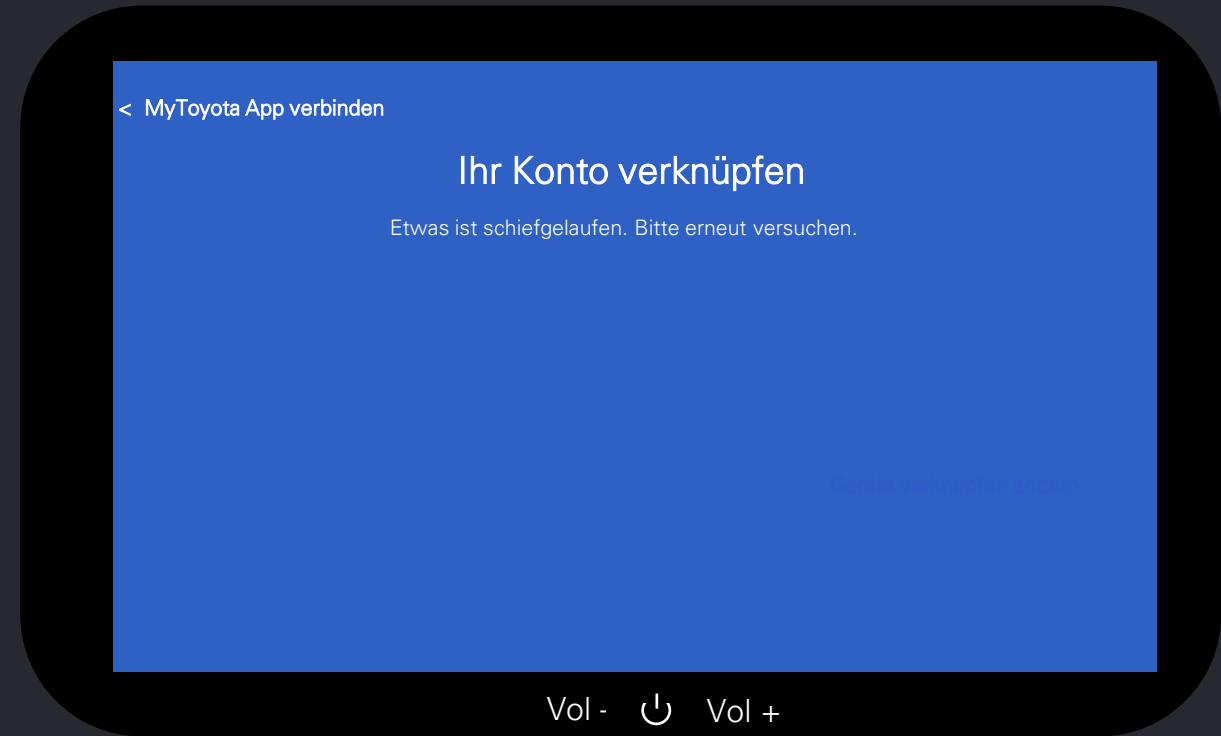 < MyToyota App verbinden
Ihr Konto verknüpfen
Etwas ist schiefgelaufen. Bitte erneut versuchen.
Vol - Vol +